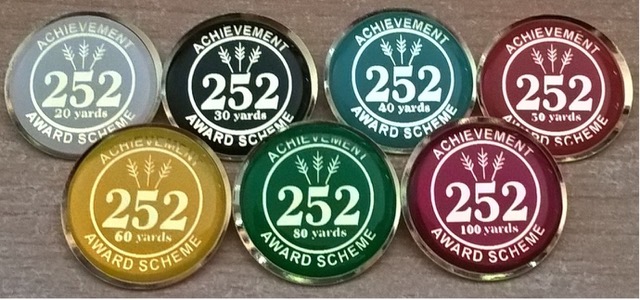 ACHIEVEMENT
252
20 yards
AWARD SCHEME
ACHIEVEMENT
252
30 yards
AWARD SCHEME
ACHIEVEMENT
252
40 yards
AWARD SCHEME
ACHIEVEMENT
252
50 yards
AWARD SCHEME
ACHIEVEMENT
252
60 yards
AWARD SCHEME
ACHIEVEMENT
252
80 yards
AWARD SCHEME
ACHIEVEMENT
252
100 yards
AWARD SCHEME